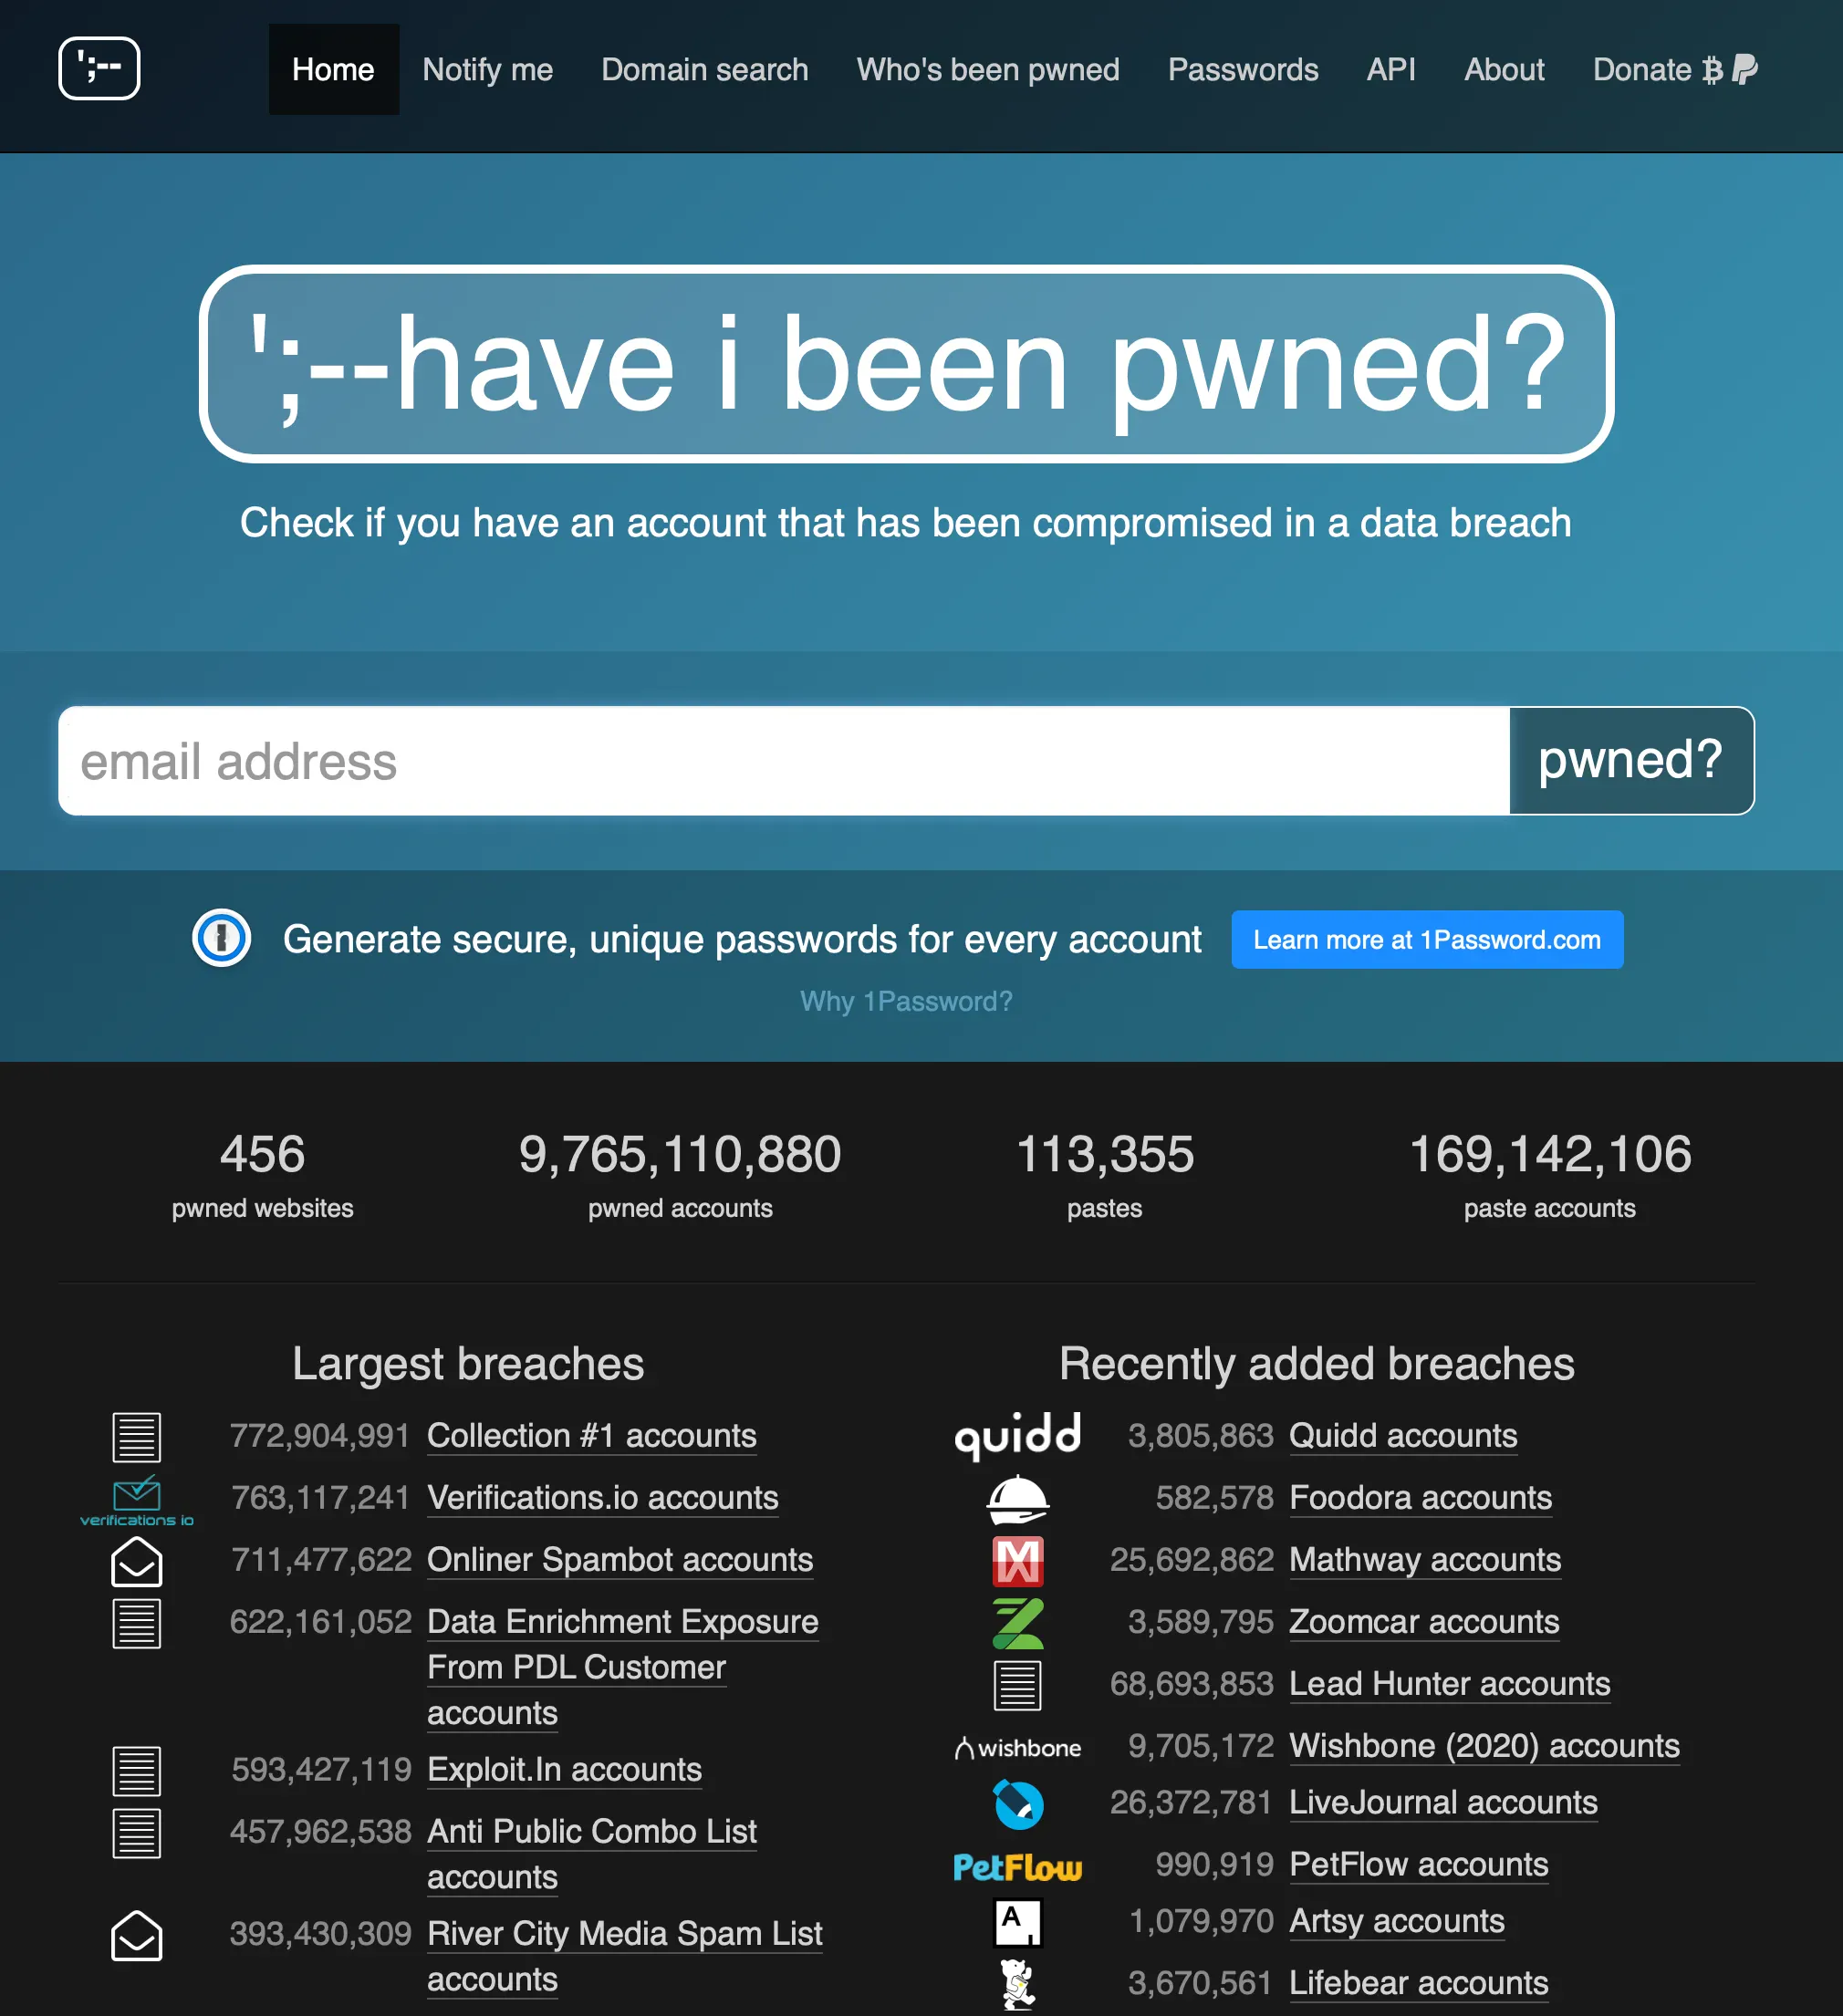 ';--
Home Notify me Domain search Who's been pwned Passwords API About Donate
';--have i been pwned?
Check if you have an account that has been compromised in a data breach
email address
pwned?
Generate secure, unique passwords for every account
Learn more at 1Password.com
Why 1Password?
456
pwned websites
9,765,110,880
pwned accounts
113,355
pastes
169,142,106
paste accounts
Largest breaches
772,904,991 Collection #1 accounts
verifications io
763,117,241 Verifications.io accounts
711,477,622 Onliner Spambot accounts
622,161,052 Data Enrichment Exposure
From PDL Customer
accounts
593,427,119 Exploit.In accounts
457,962,538 Anti Public Combo List
accounts
393,430,309 River City Media Spam List
accounts
Recently added breaches
quidd
3,805,863 Quidd accounts
582,578 Foodora accounts
M
25,692,862 Mathway accounts
3,589,795 Zoomcar accounts
68,693,853 Lead Hunter accounts
wishbone
9,705,172 Wishbone (2020) accounts
26,372,781 LiveJournal accounts
PetFlow
990,919 PetFlow accounts
A
1,079,970 Artsy accounts
3,670,561 Lifebear accounts